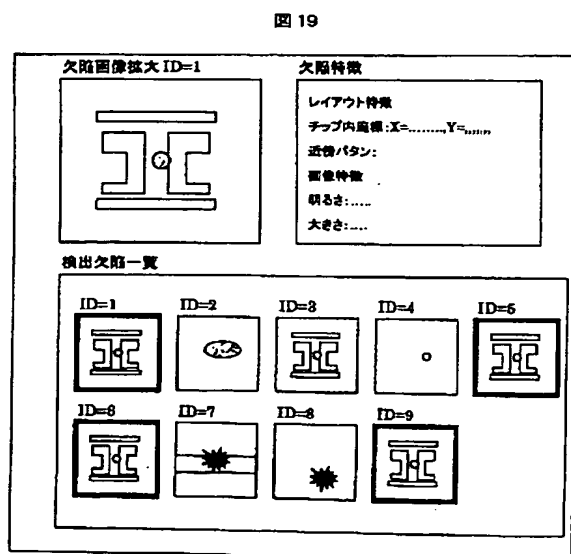 図 19
欠陥画像拡大 ID=1
欠陥特徴
レイアウト特徴
チップ内座標:X=........,Y=,,,,,,,,
近傍パタン:
画像特徴
明るさ:.....
大きさ:....
検出欠陥一覧
ID=1 ID=2 ID=3 ID=4 ID=5
ID=6 ID=7 ID=8 ID=9